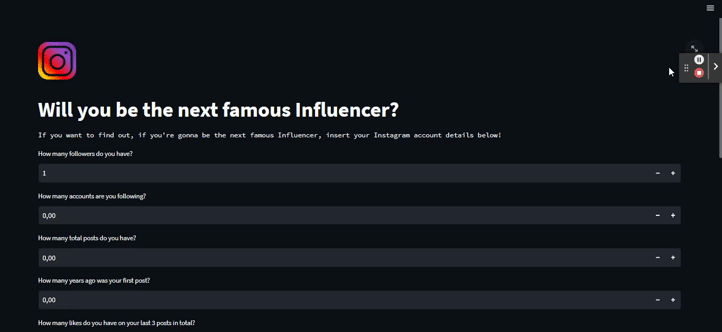 Will you be the next famous Influencer?
If you want to find out, if you're gonna be the next famous Influencer, insert your Instagram account details below!
How many followers do you have?
1
How many accounts are you following?
0,00
How many total posts do you have?
0,00
How many years ago was your first post?
0,00
How many likes do you have on your last 3 posts in total?